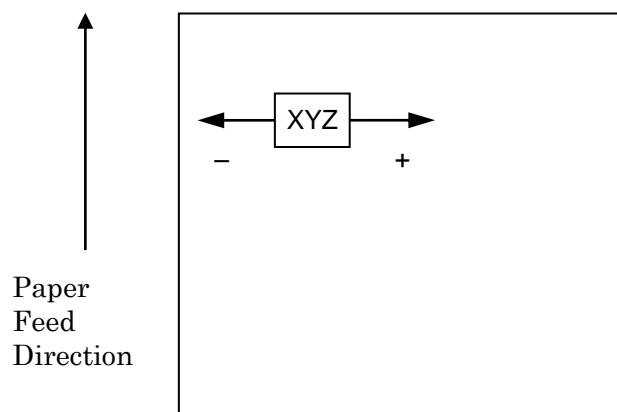 XYZ
– +
Paper
Feed
Direction